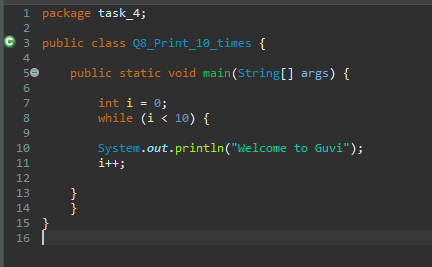 1 package task_4;
2
3 public class Q8_Print_10_times {
4
5 public static void main(String[] args) {
6
7 int i = 0;
8 while (i < 10) {
9
10 System.out.println("Welcome to Guvi");
11 i++;
12
13 }
14 }
15 }
16